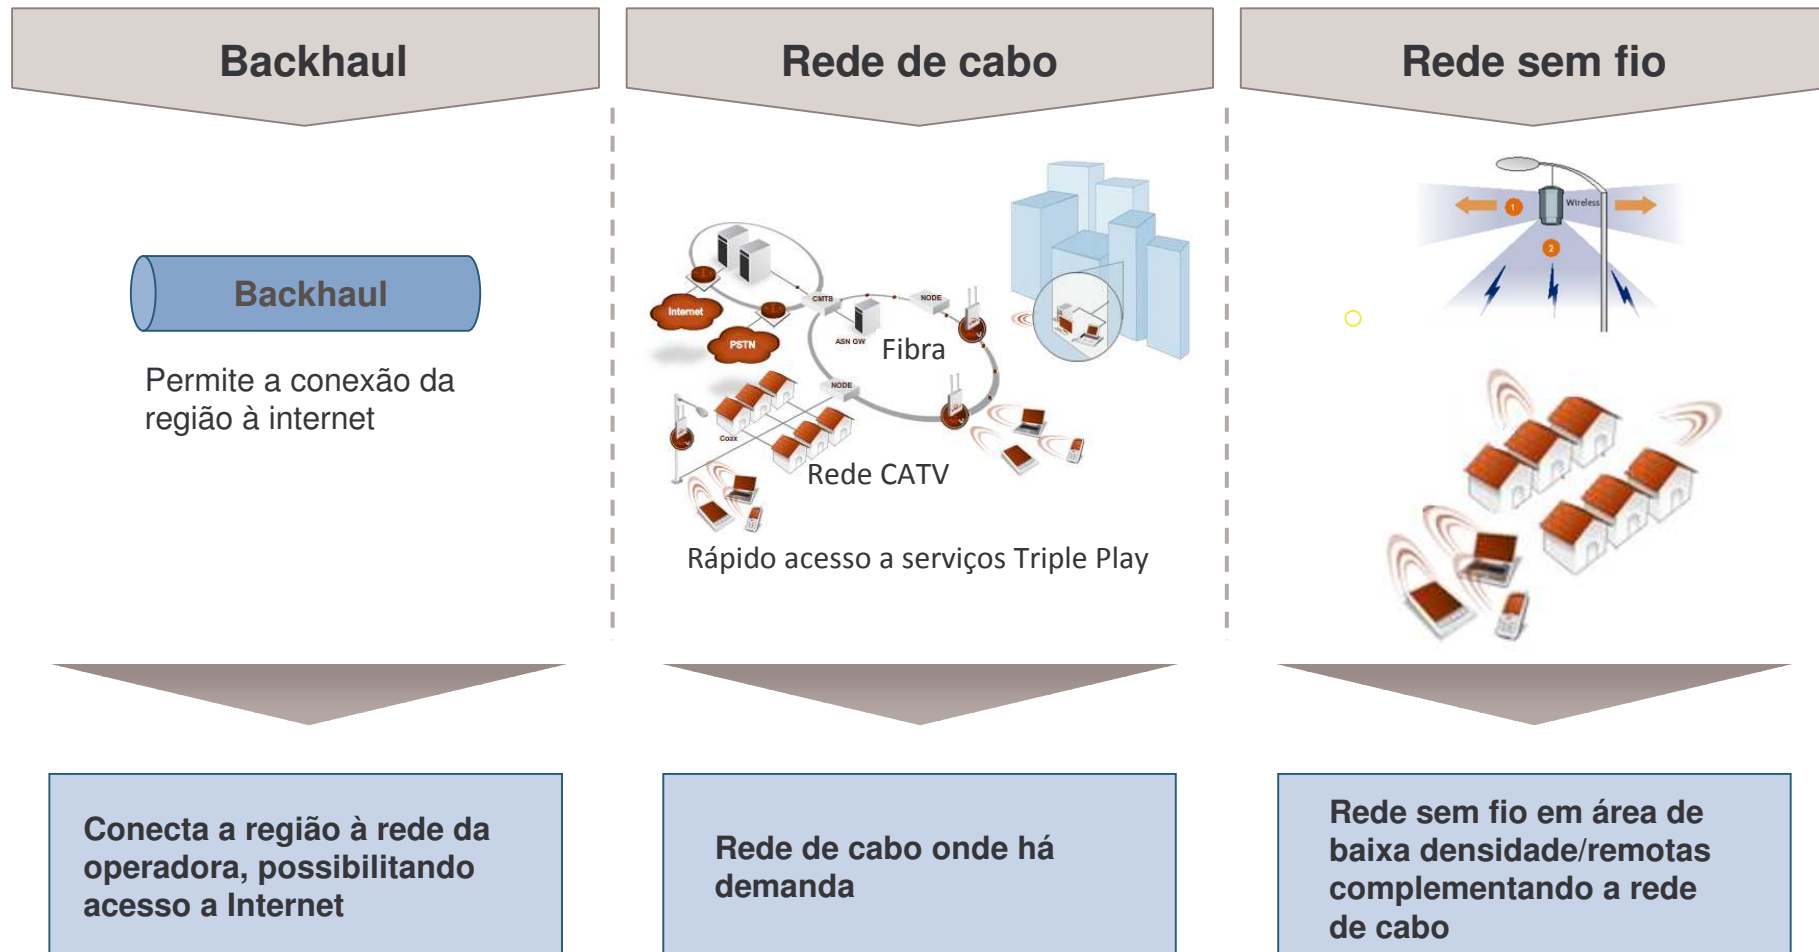 Backhaul
Rede de cabo
Rede sem fio
Backhaul
Permite a conexão da
região à internet
Internet
PSTN
CMTS
ASN GW
NODE
Fibra
NODE
Coax
Rede CATV
Rápido acesso a serviços Triple Play
Wireless
1
2
Conecta a região à rede da
operadora, possibilitando
acesso a Internet
Rede de cabo onde há
demanda
Rede sem fio em área de
baixa densidade/remotas
complementando a rede
de cabo